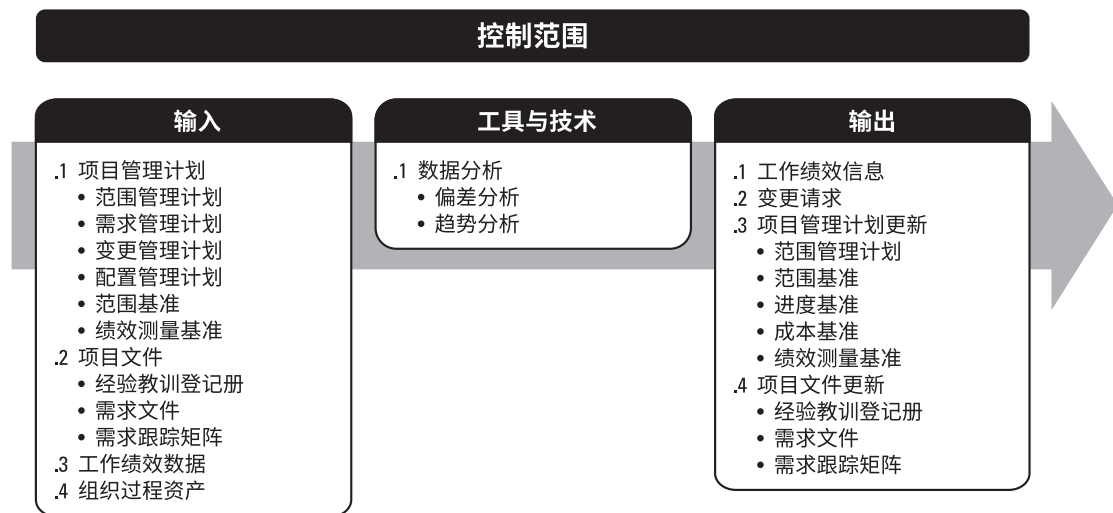 控制范围
输入
.1 项目管理计划
• 范围管理计划
• 需求管理计划
• 变更管理计划
• 配置管理计划
• 范围基准
• 绩效测量基准
.2 项目文件
• 经验教训登记册
• 需求文件
• 需求跟踪矩阵
.3 工作绩效数据
.4 组织过程资产
工具与技术
.1 数据分析
• 偏差分析
• 趋势分析
输出
.1 工作绩效信息
.2 变更请求
.3 项目管理计划更新
• 范围管理计划
• 范围基准
• 进度基准
• 成本基准
• 绩效测量基准
.4 项目文件更新
• 经验教训登记册
• 需求文件
• 需求跟踪矩阵